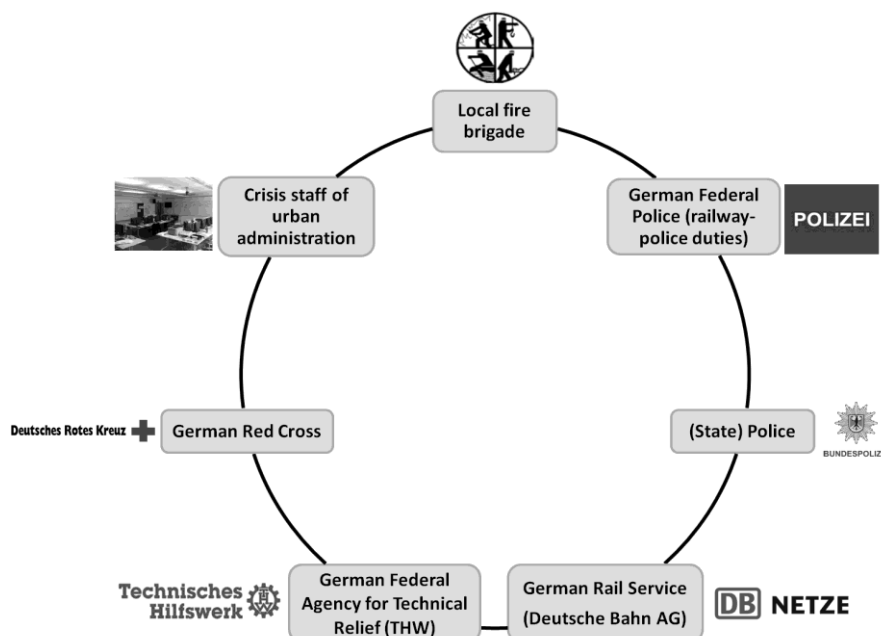 Local fire
brigade
Crisis staff of
urban
administration
German Federal
Police (railway-
police duties)
POLIZEI
Deutsches Rotes Kreuz
German Red Cross
(State) Police
BUNDESPOLIZ
Technisches
Hilfswerk
German Federal
Agency for Technical
Relief (THW)
German Rail Service
(Deutsche Bahn AG)
DB NETZE